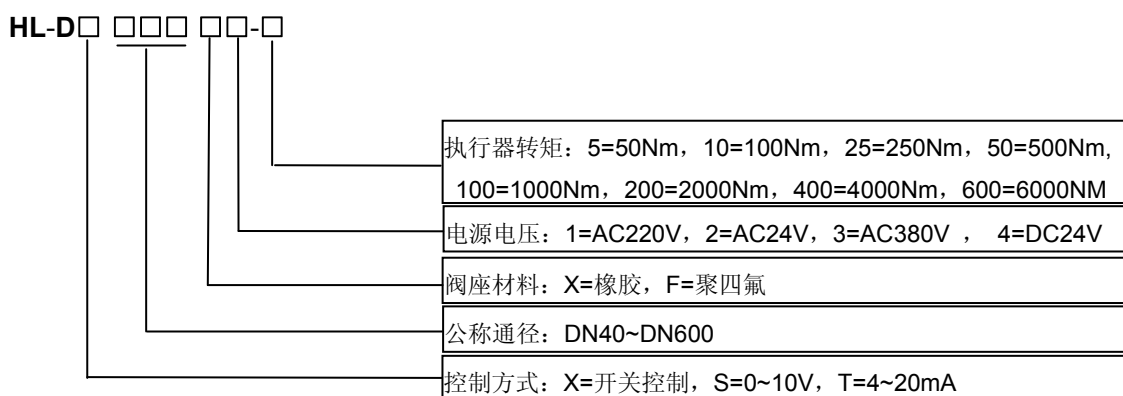 HL-D□ □□□ □□-□
执行器转矩：5=50Nm，10=100Nm，25=250Nm，50=500Nm,
100=1000Nm，200=2000Nm，400=4000Nm，600=6000NM
电源电压：1=AC220V，2=AC24V，3=AC380V ， 4=DC24V
阀座材料：X=橡胶，F=聚四氟
公称通径：DN40~DN600
控制方式：X=开关控制，S=0~10V，T=4~20mA